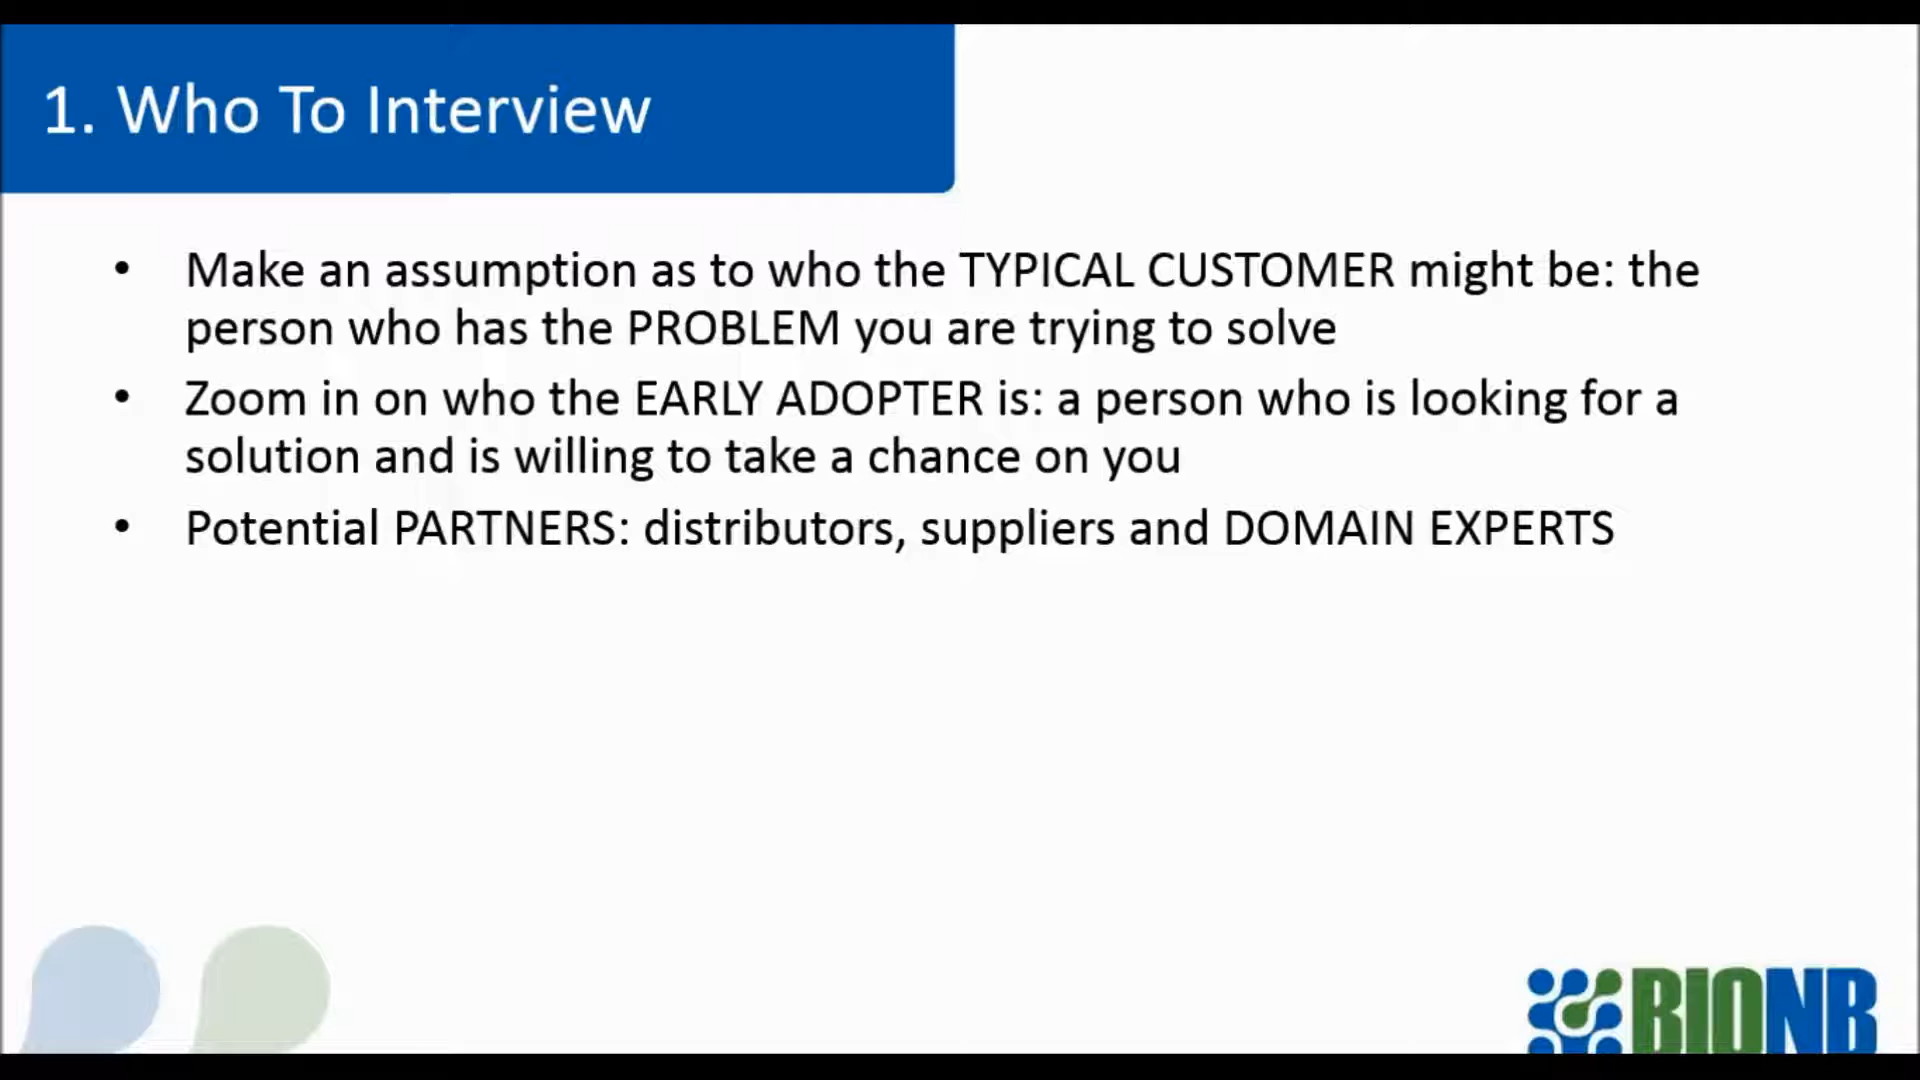 1. Who To Interview
• Make an assumption as to who the TYPICAL CUSTOMER might be: the
person who has the PROBLEM you are trying to solve
• Zoom in on who the EARLY ADOPTER is: a person who is looking for a
solution and is willing to take a chance on you
• Potential PARTNERS: distributors, suppliers and DOMAIN EXPERTS
BIONB